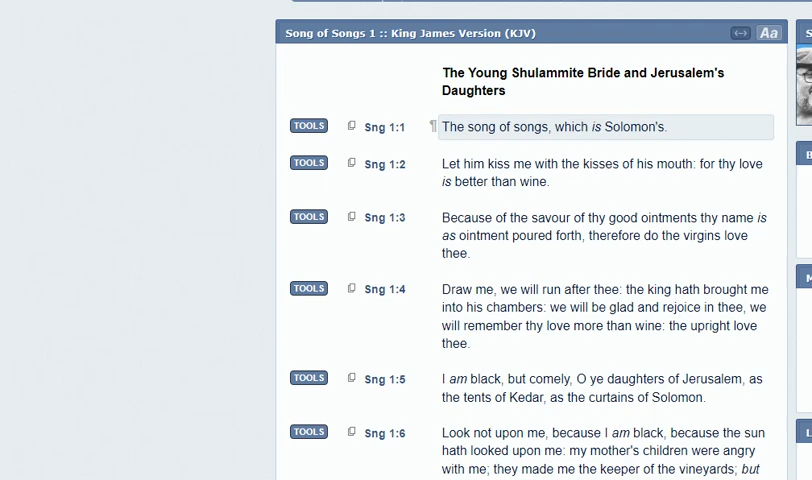 Song of Songs 1 :: King James Version (KJV)
Aa
The Young Shulammite Bride and Jerusalem's
Daughters
TOOLS Sng 1:1 ¶ The song of songs, which is Solomon's.
TOOLS Sng 1:2 Let him kiss me with the kisses of his mouth: for thy love
is better than wine.
TOOLS Sng 1:3 Because of the savour of thy good ointments thy name is
as ointment poured forth, therefore do the virgins love
thee.
TOOLS Sng 1:4 Draw me, we will run after thee: the king hath brought me
into his chambers: we will be glad and rejoice in thee, we
will remember thy love more than wine: the upright love
thee.
TOOLS Sng 1:5 I am black, but comely, O ye daughters of Jerusalem, as
the tents of Kedar, as the curtains of Solomon.
TOOLS Sng 1:6 Look not upon me, because I am black, because the sun
hath looked upon me: my mother's children were angry
with me; they made me the keeper of the vineyards; but